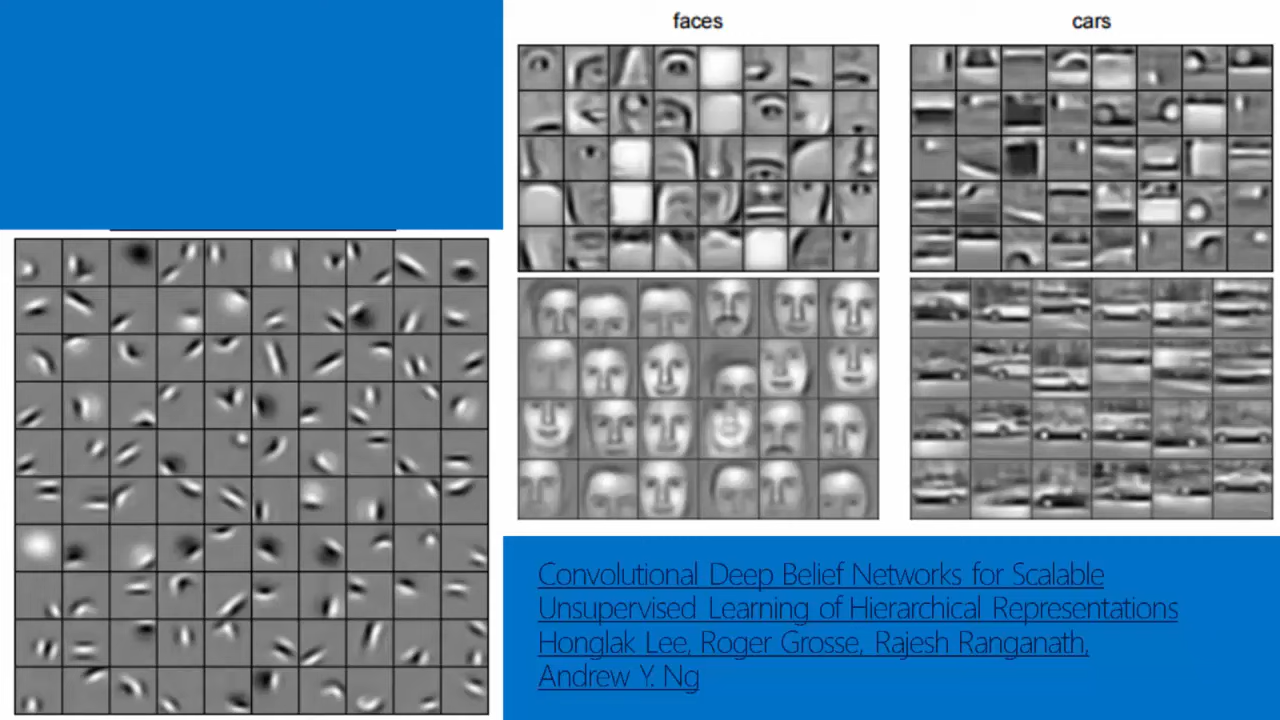 faces
cars
Convolutional Deep Belief Networks for Scalable
Unsupervised Learning of Hierarchical Representations
Honglak Lee, Roger Grosse, Rajesh Ranganath,
Andrew Y. Ng